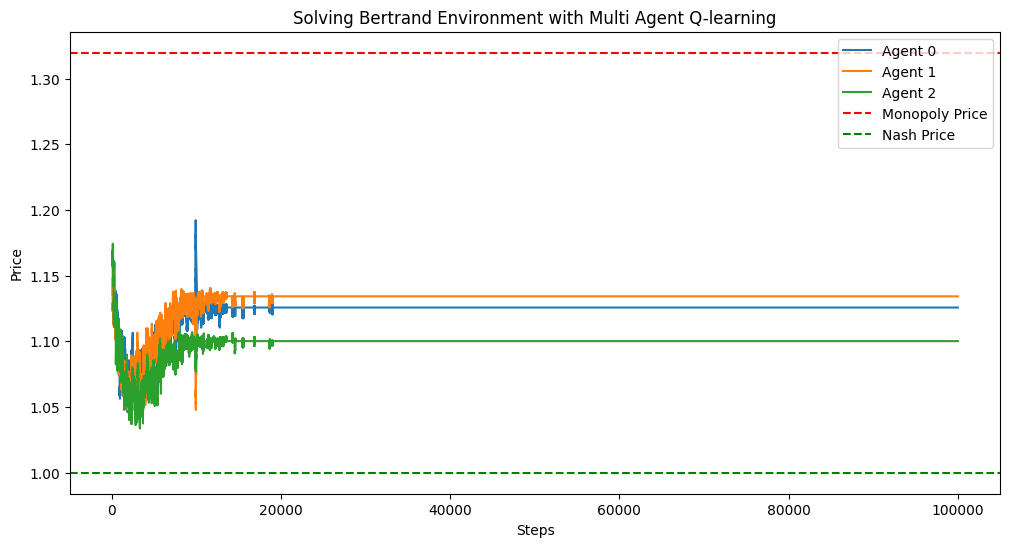 Solving Bertrand Environment with Multi Agent Q-learning
Price
1.30
1.25
1.20
1.15
1.10
1.05
1.00
Agent 0
Agent 1
Agent 2
Monopoly Price
Nash Price
0
20000
40000
60000
80000
100000
Steps